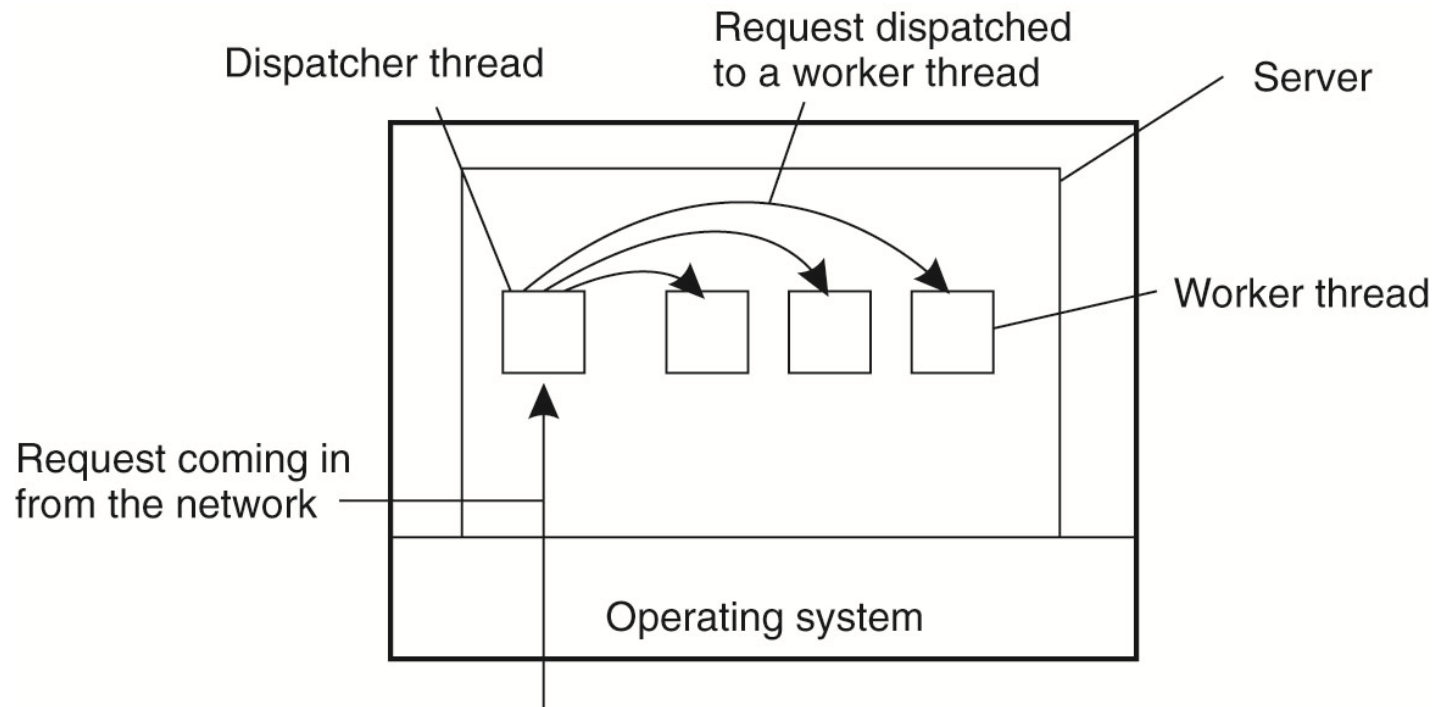 Request dispatched
to a worker thread
Dispatcher thread
Server
Worker thread
Request coming in
from the network
Operating system